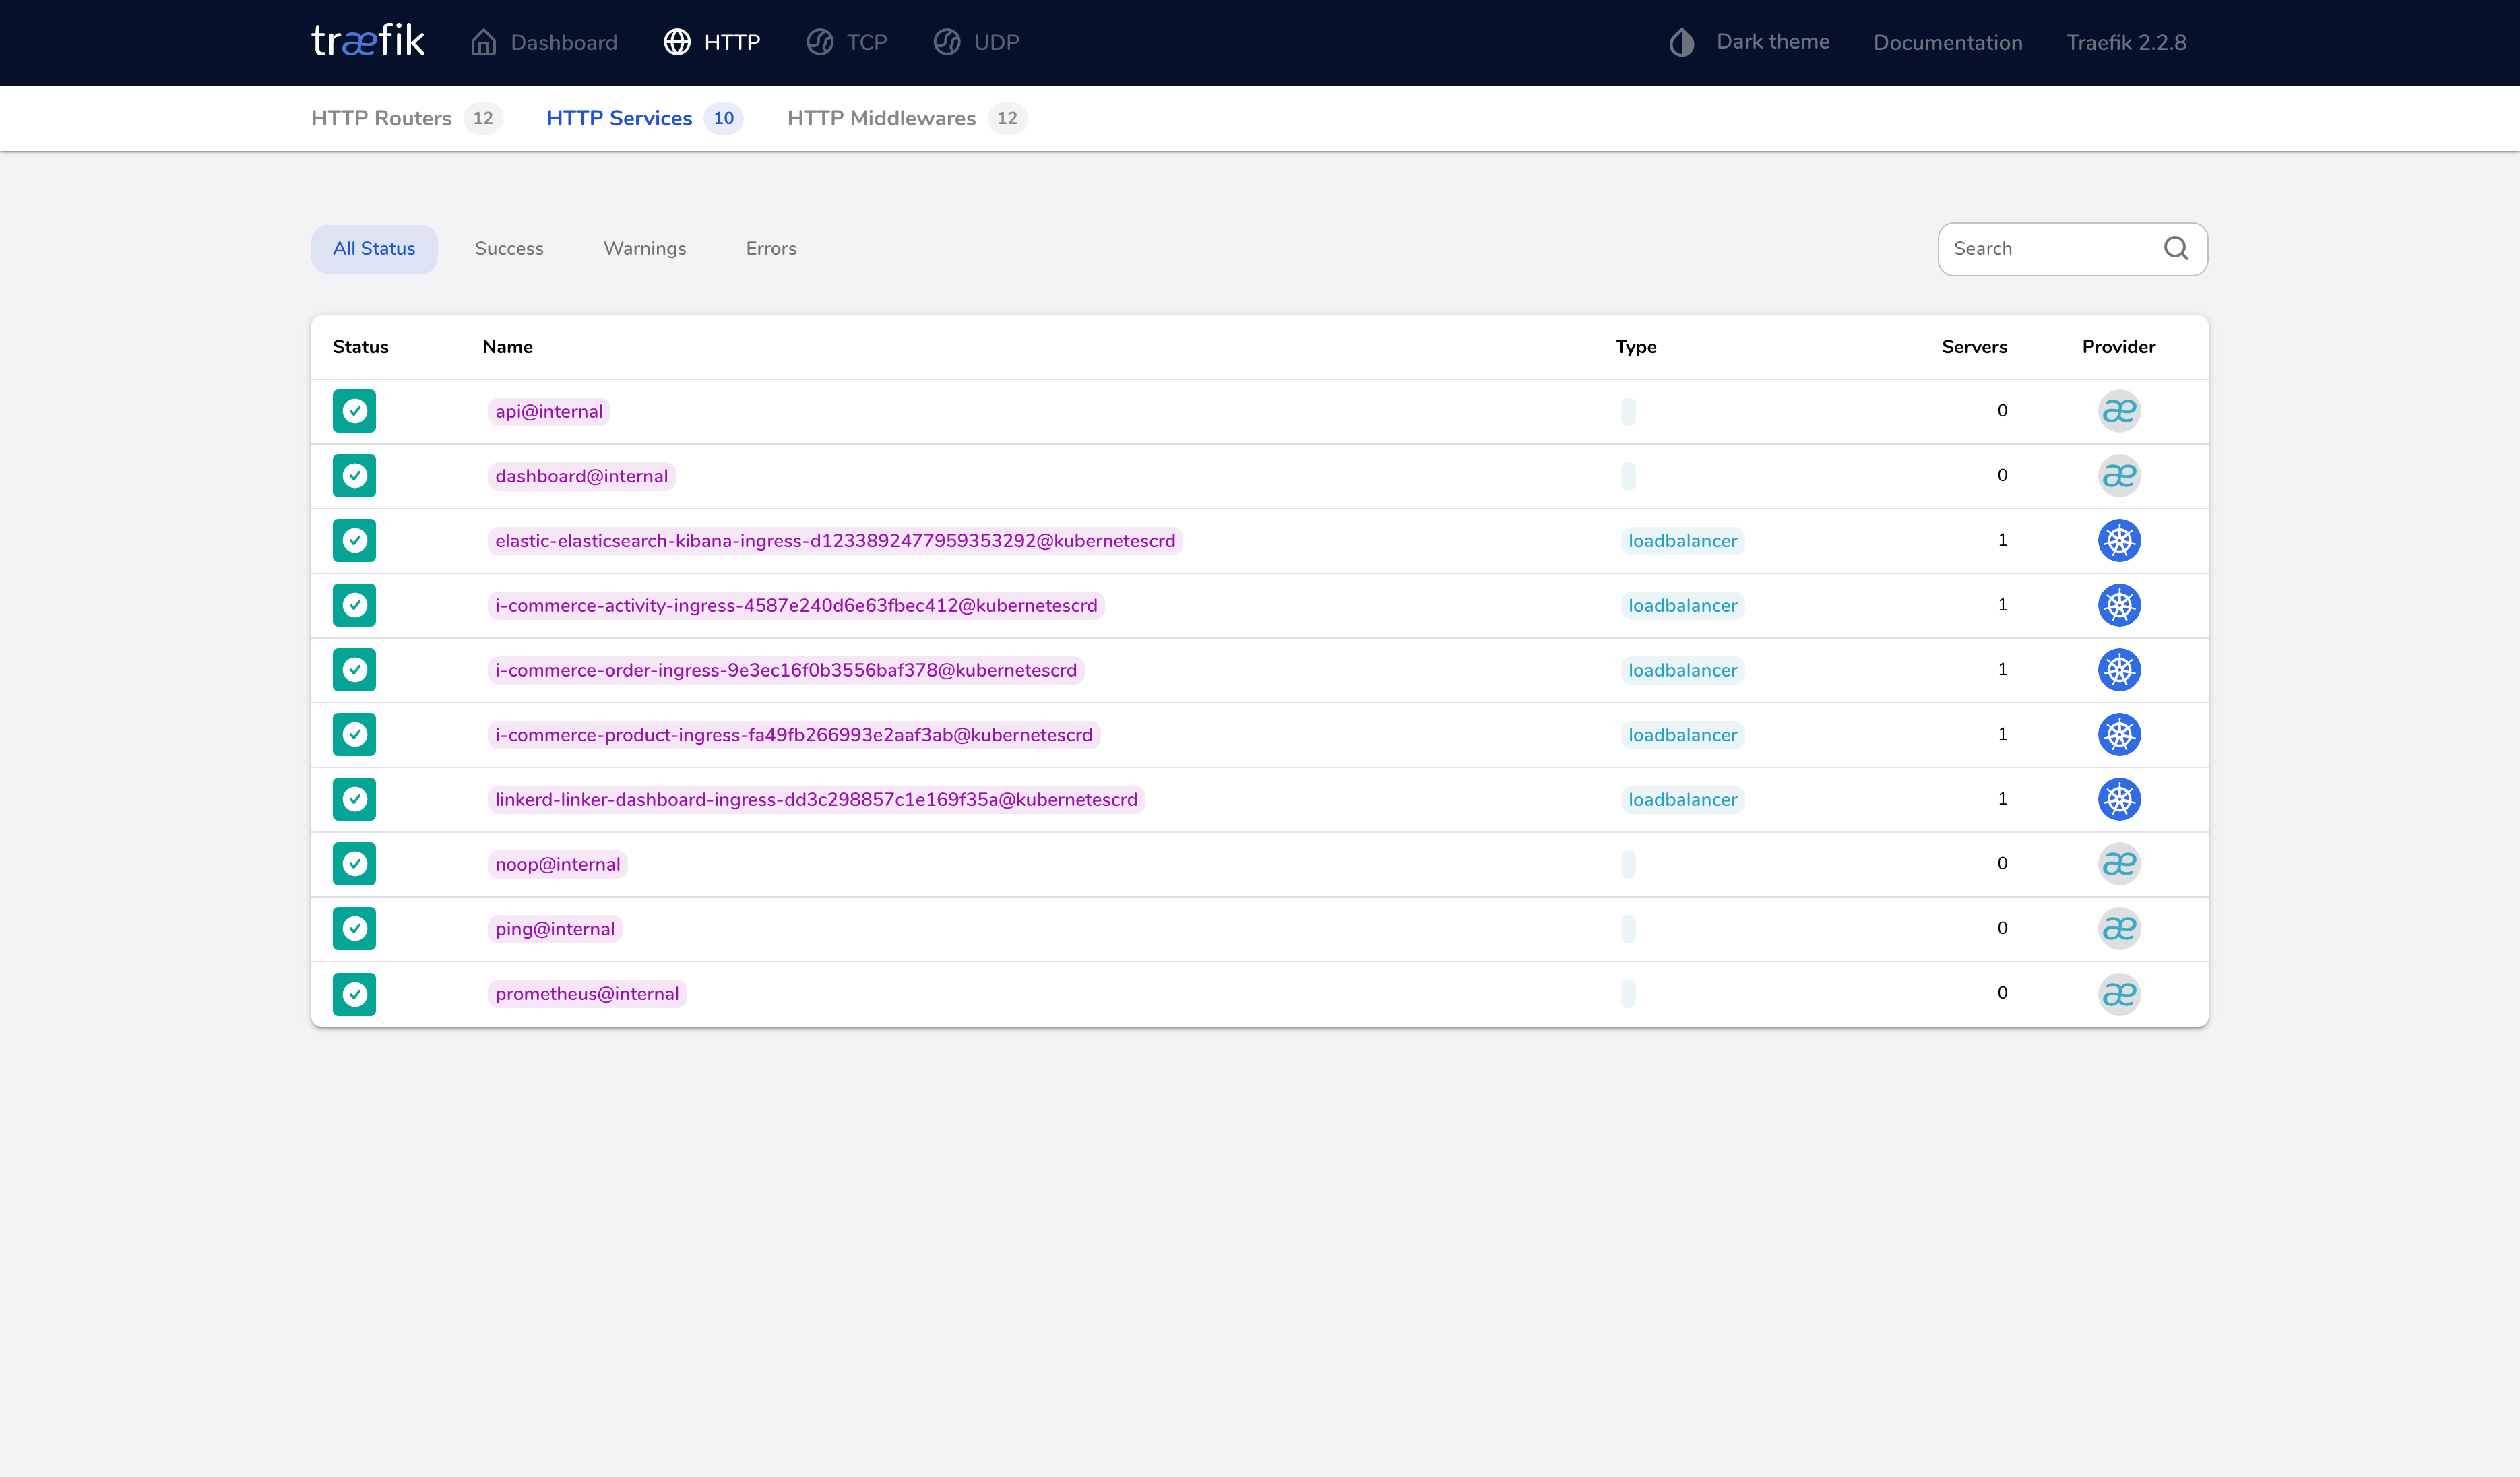 træfik Dashboard HTTP TCP UDP Dark theme Documentation Traefik 2.2.8
HTTP Routers 12 HTTP Services 10 HTTP Middlewares 12
All Status Success Warnings Errors Search
Status Name Type Servers Provider
api@internal 0 æ
dashboard@internal 0 æ
elastic-elasticsearch-kibana-ingress-d1233892477959353292@kubernetescrd loadbalancer 1
i-commerce-activity-ingress-4587e240d6e63fbec412@kubernetescrd loadbalancer 1
i-commerce-order-ingress-9e3ec16f0b3556baf378@kubernetescrd loadbalancer 1
i-commerce-product-ingress-fa49fb266993e2aaf3ab@kubernetescrd loadbalancer 1
linkerd-linker-dashboard-ingress-dd3c298857c1e169f35a@kubernetescrd loadbalancer 1
noop@internal 0 æ
ping@internal 0 æ
prometheus@internal 0 æ